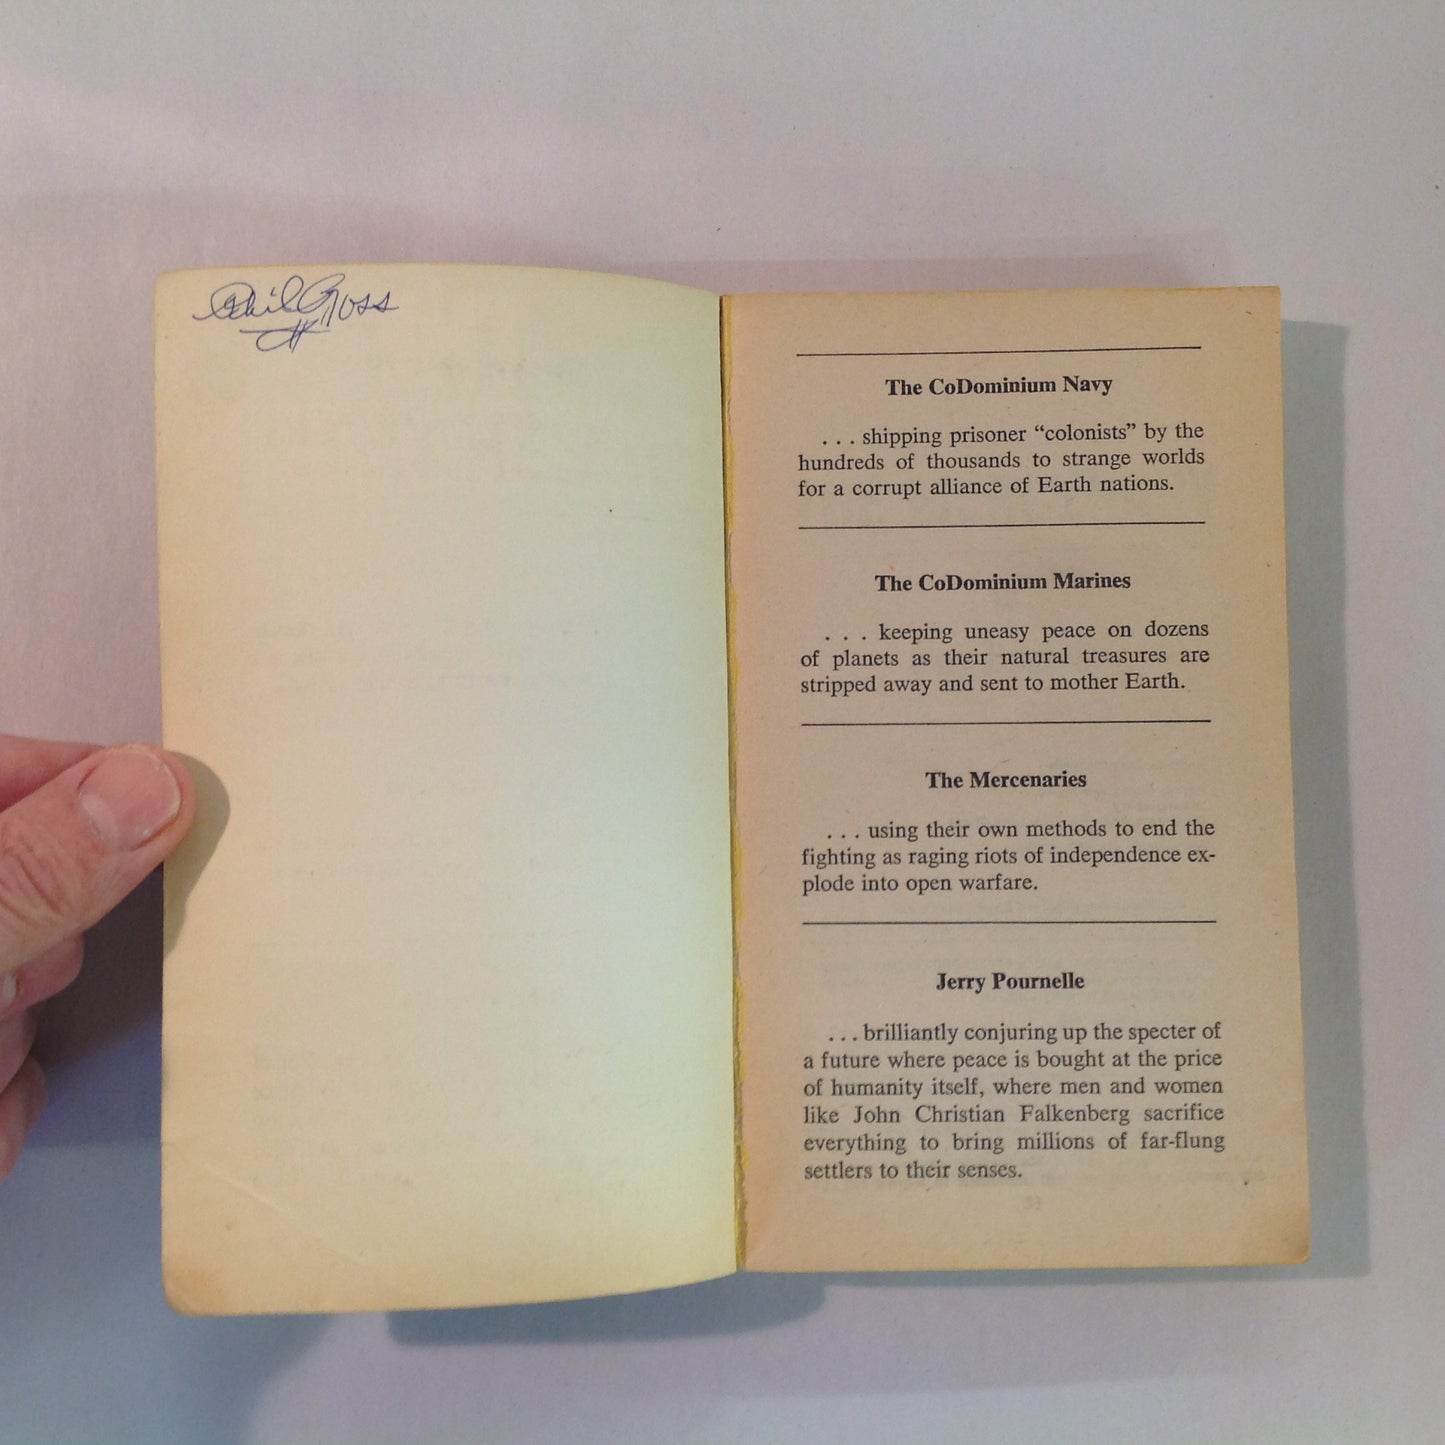 Phil Gross
The CoDominium Navy
. . . shipping prisoner “colonists” by the
hundreds of thousands to strange worlds
for a corrupt alliance of Earth nations.
The CoDominium Marines
. . . keeping uneasy peace on dozens
of planets as their natural treasures are
stripped away and sent to mother Earth.
The Mercenaries
. . . using their own methods to end the
fighting as raging riots of independence ex-
plode into open warfare.
Jerry Pournelle
. . . brilliantly conjuring up the specter of
a future where peace is bought at the price
of humanity itself, where men and women
like John Christian Falkenberg sacrifice
everything to bring millions of far-flung
settlers to their senses.